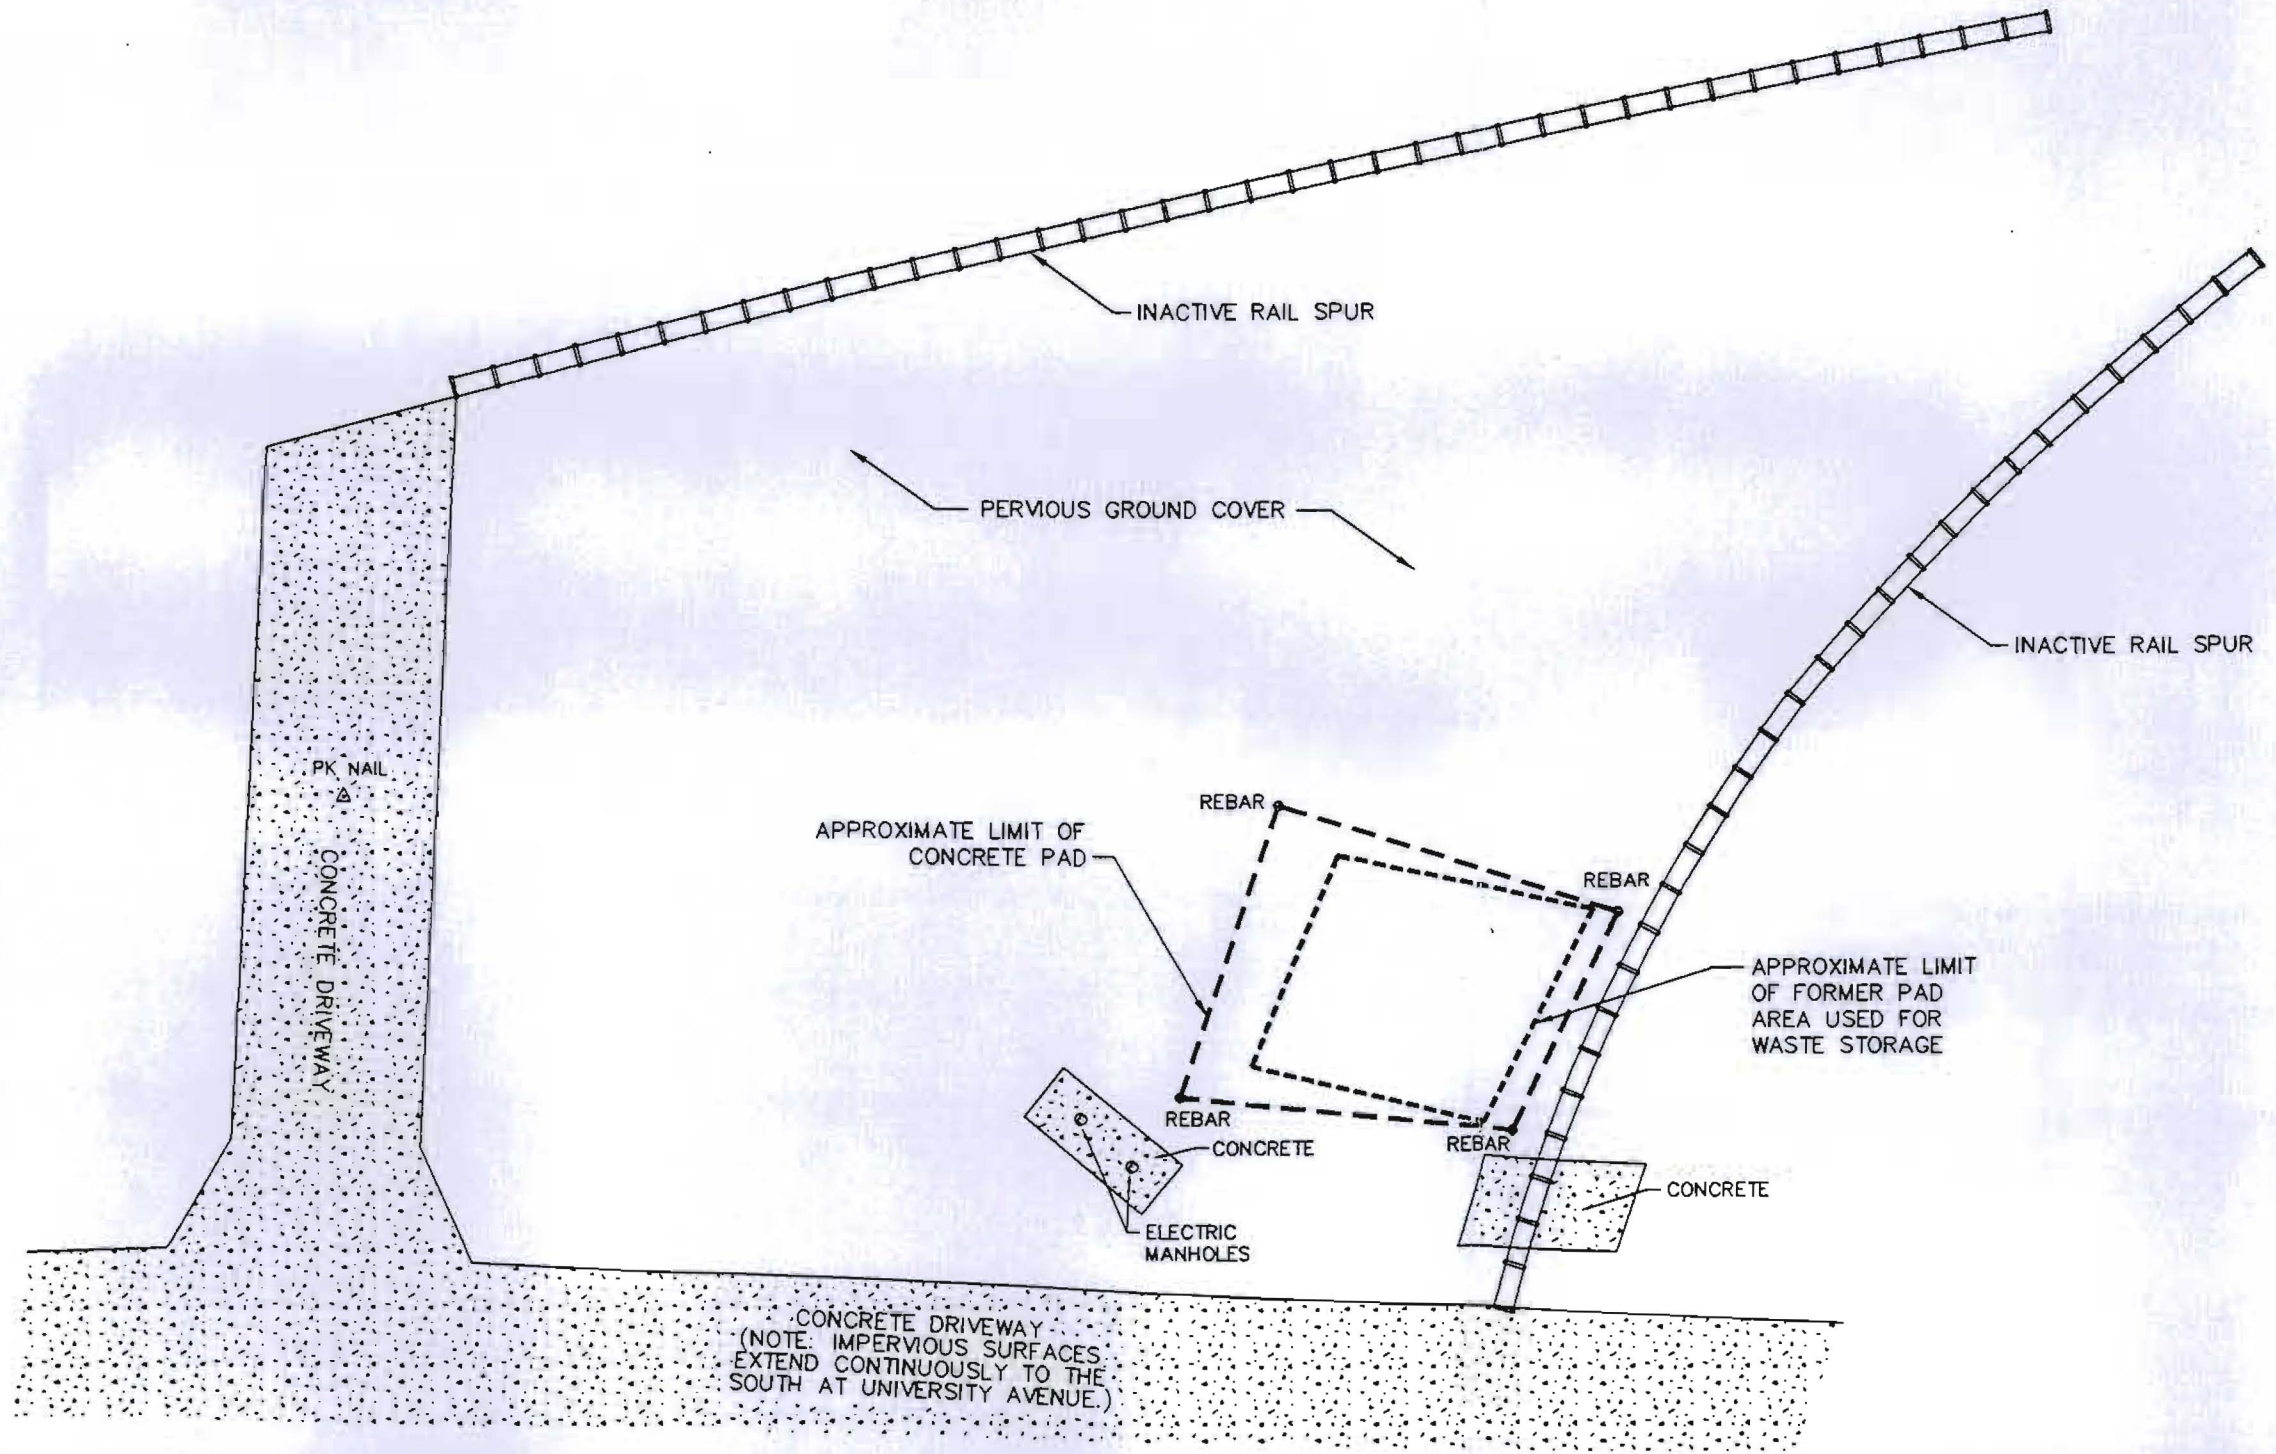 INACTIVE RAIL SPUR
PERVIOUS GROUND COVER
INACTIVE RAIL SPUR
PK NAIL
CONCRETE DRIVEWAY
REBAR
APPROXIMATE LIMIT OF
CONCRETE PAD
REBAR
APPROXIMATE LIMIT
OF FORMER PAD
AREA USED FOR
WASTE STORAGE
REBAR
REBAR
CONCRETE
CONCRETE
ELECTRIC
MANHOLES
CONCRETE DRIVEWAY
(NOTE: IMPERVIOUS SURFACES
EXTEND CONTINUOUSLY TO THE
SOUTH AT UNIVERSITY AVENUE.)